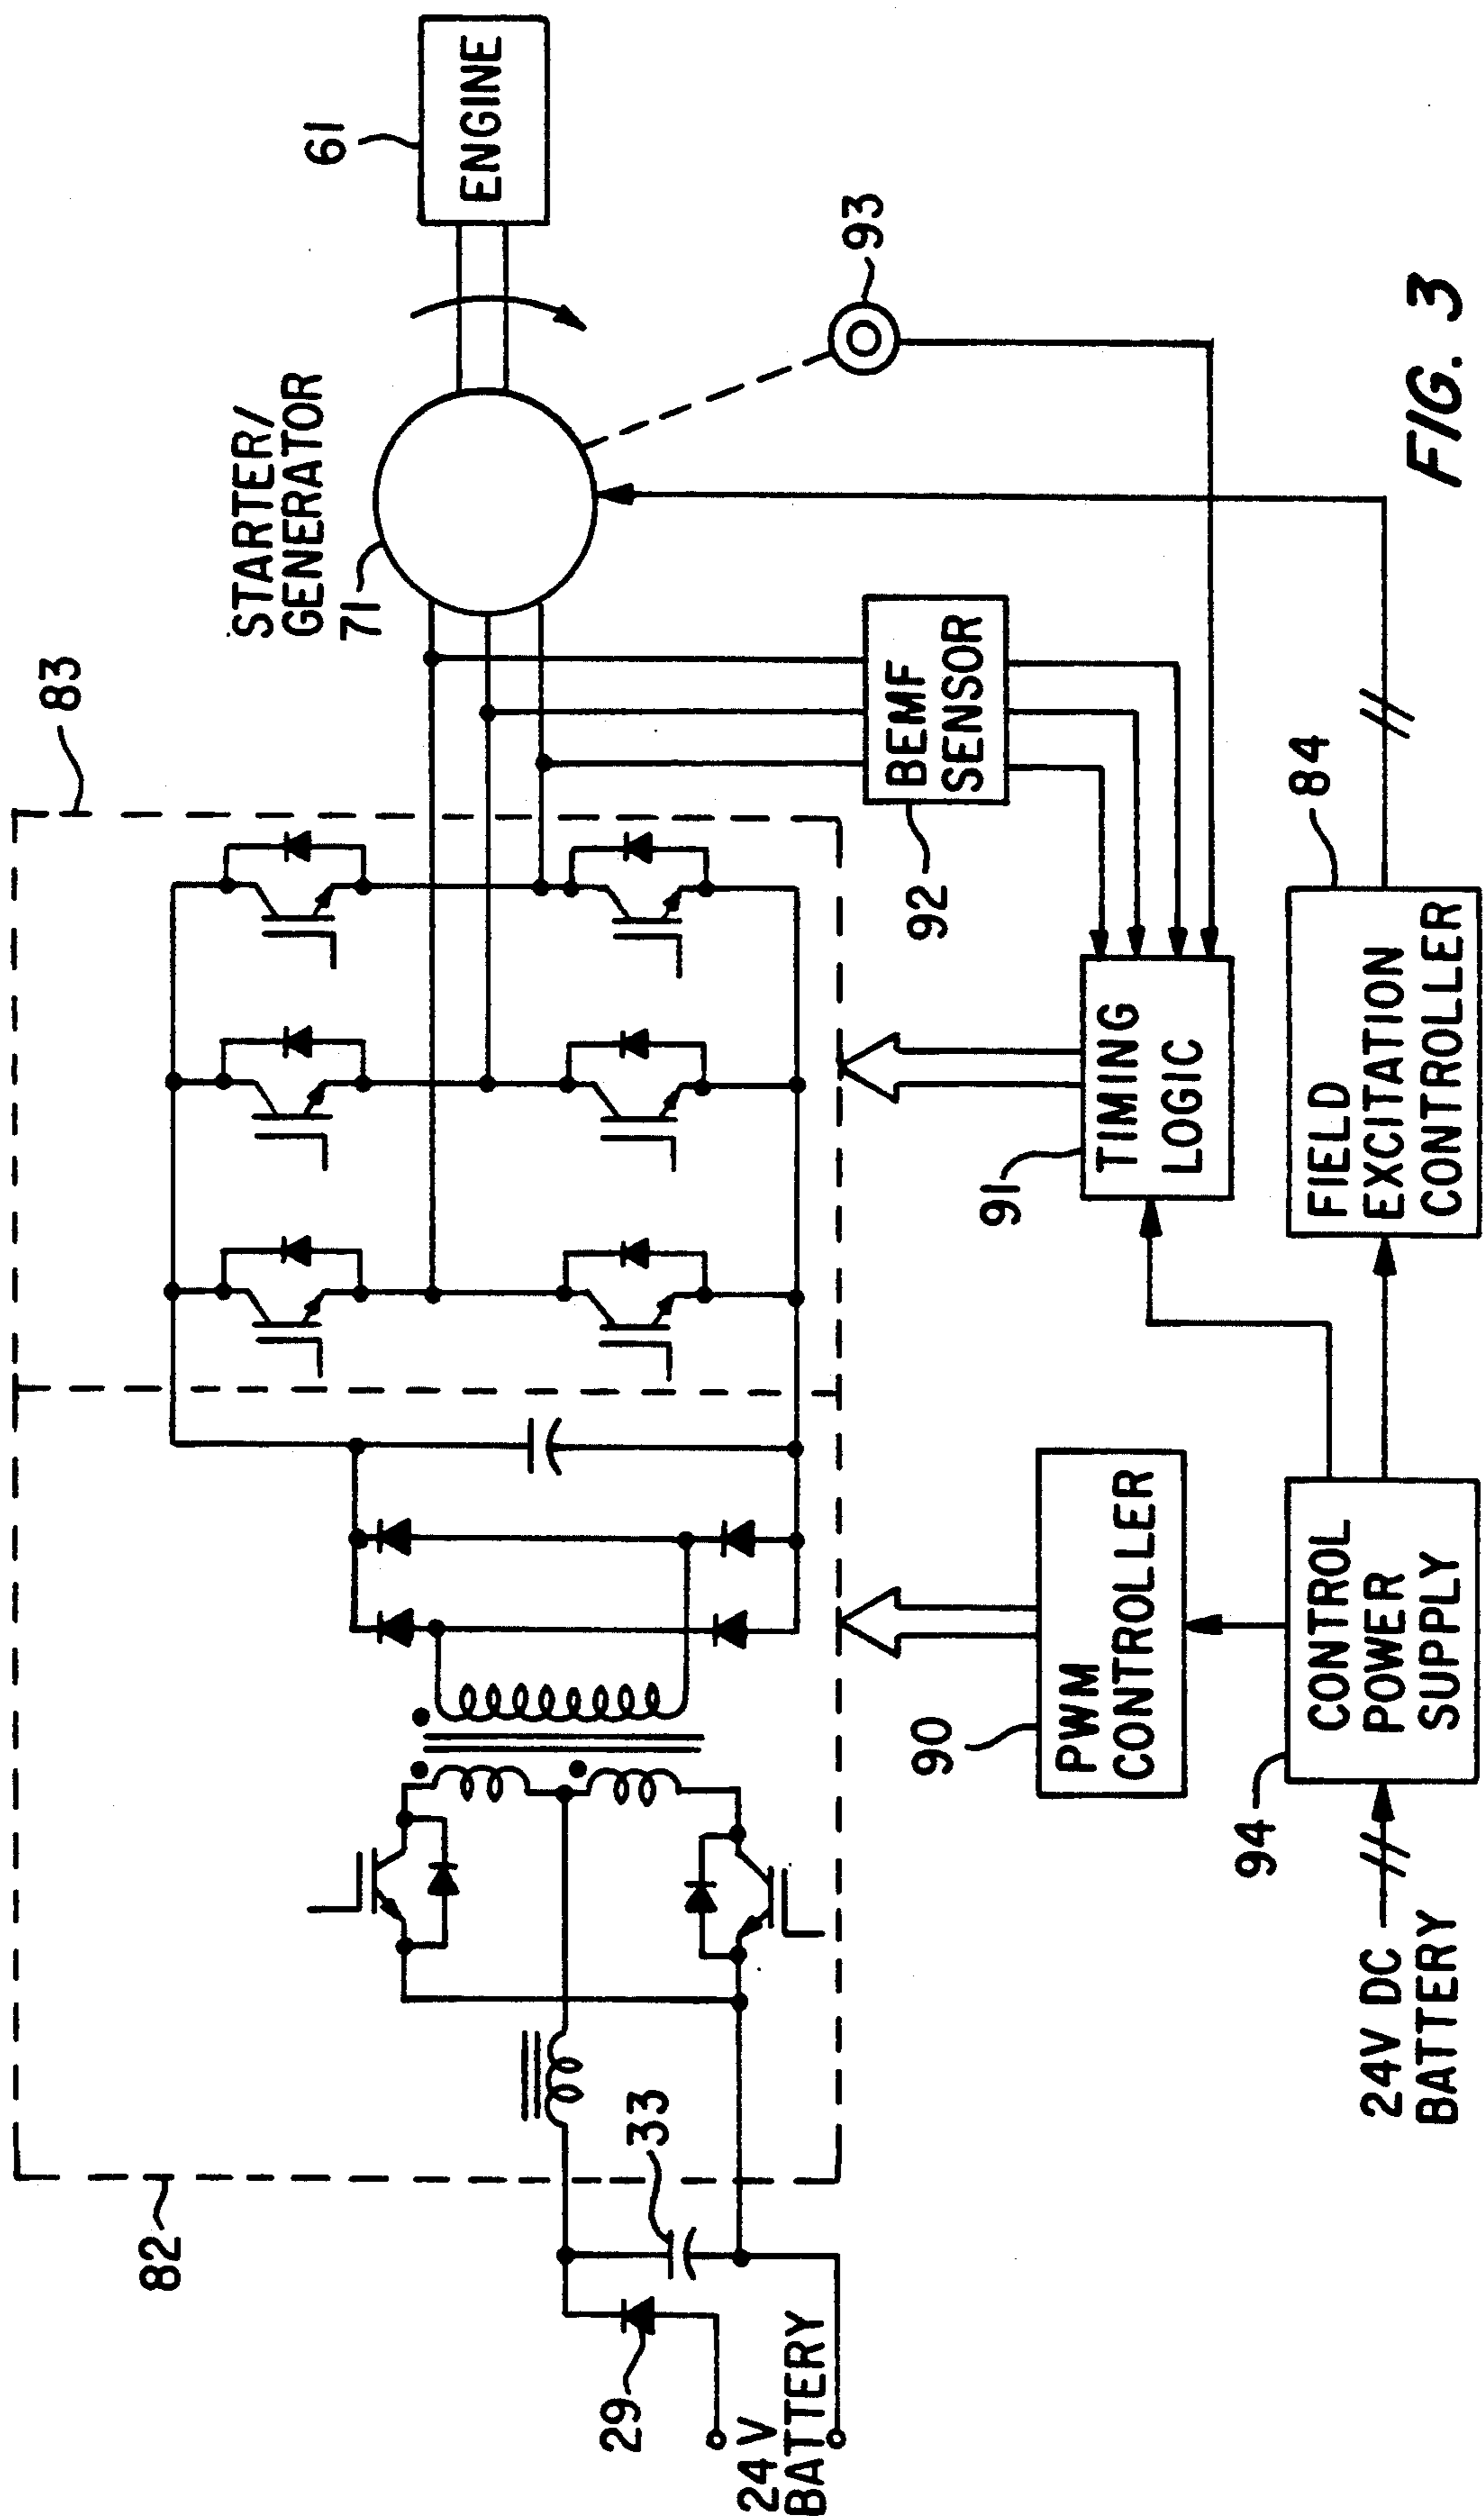 83
82
STARTER/
GENERATOR
71
61
ENGINE
29
33
24 V
BATTERY
90
PWM
CONTROLLER
91
TIMING
LOGIC
92
BEMF
SENSOR
93
94
24V DC
BATTERY
CONTROL
POWER
SUPPLY
84
FIELD
EXCITATION
CONTROLLER
FIG. 3